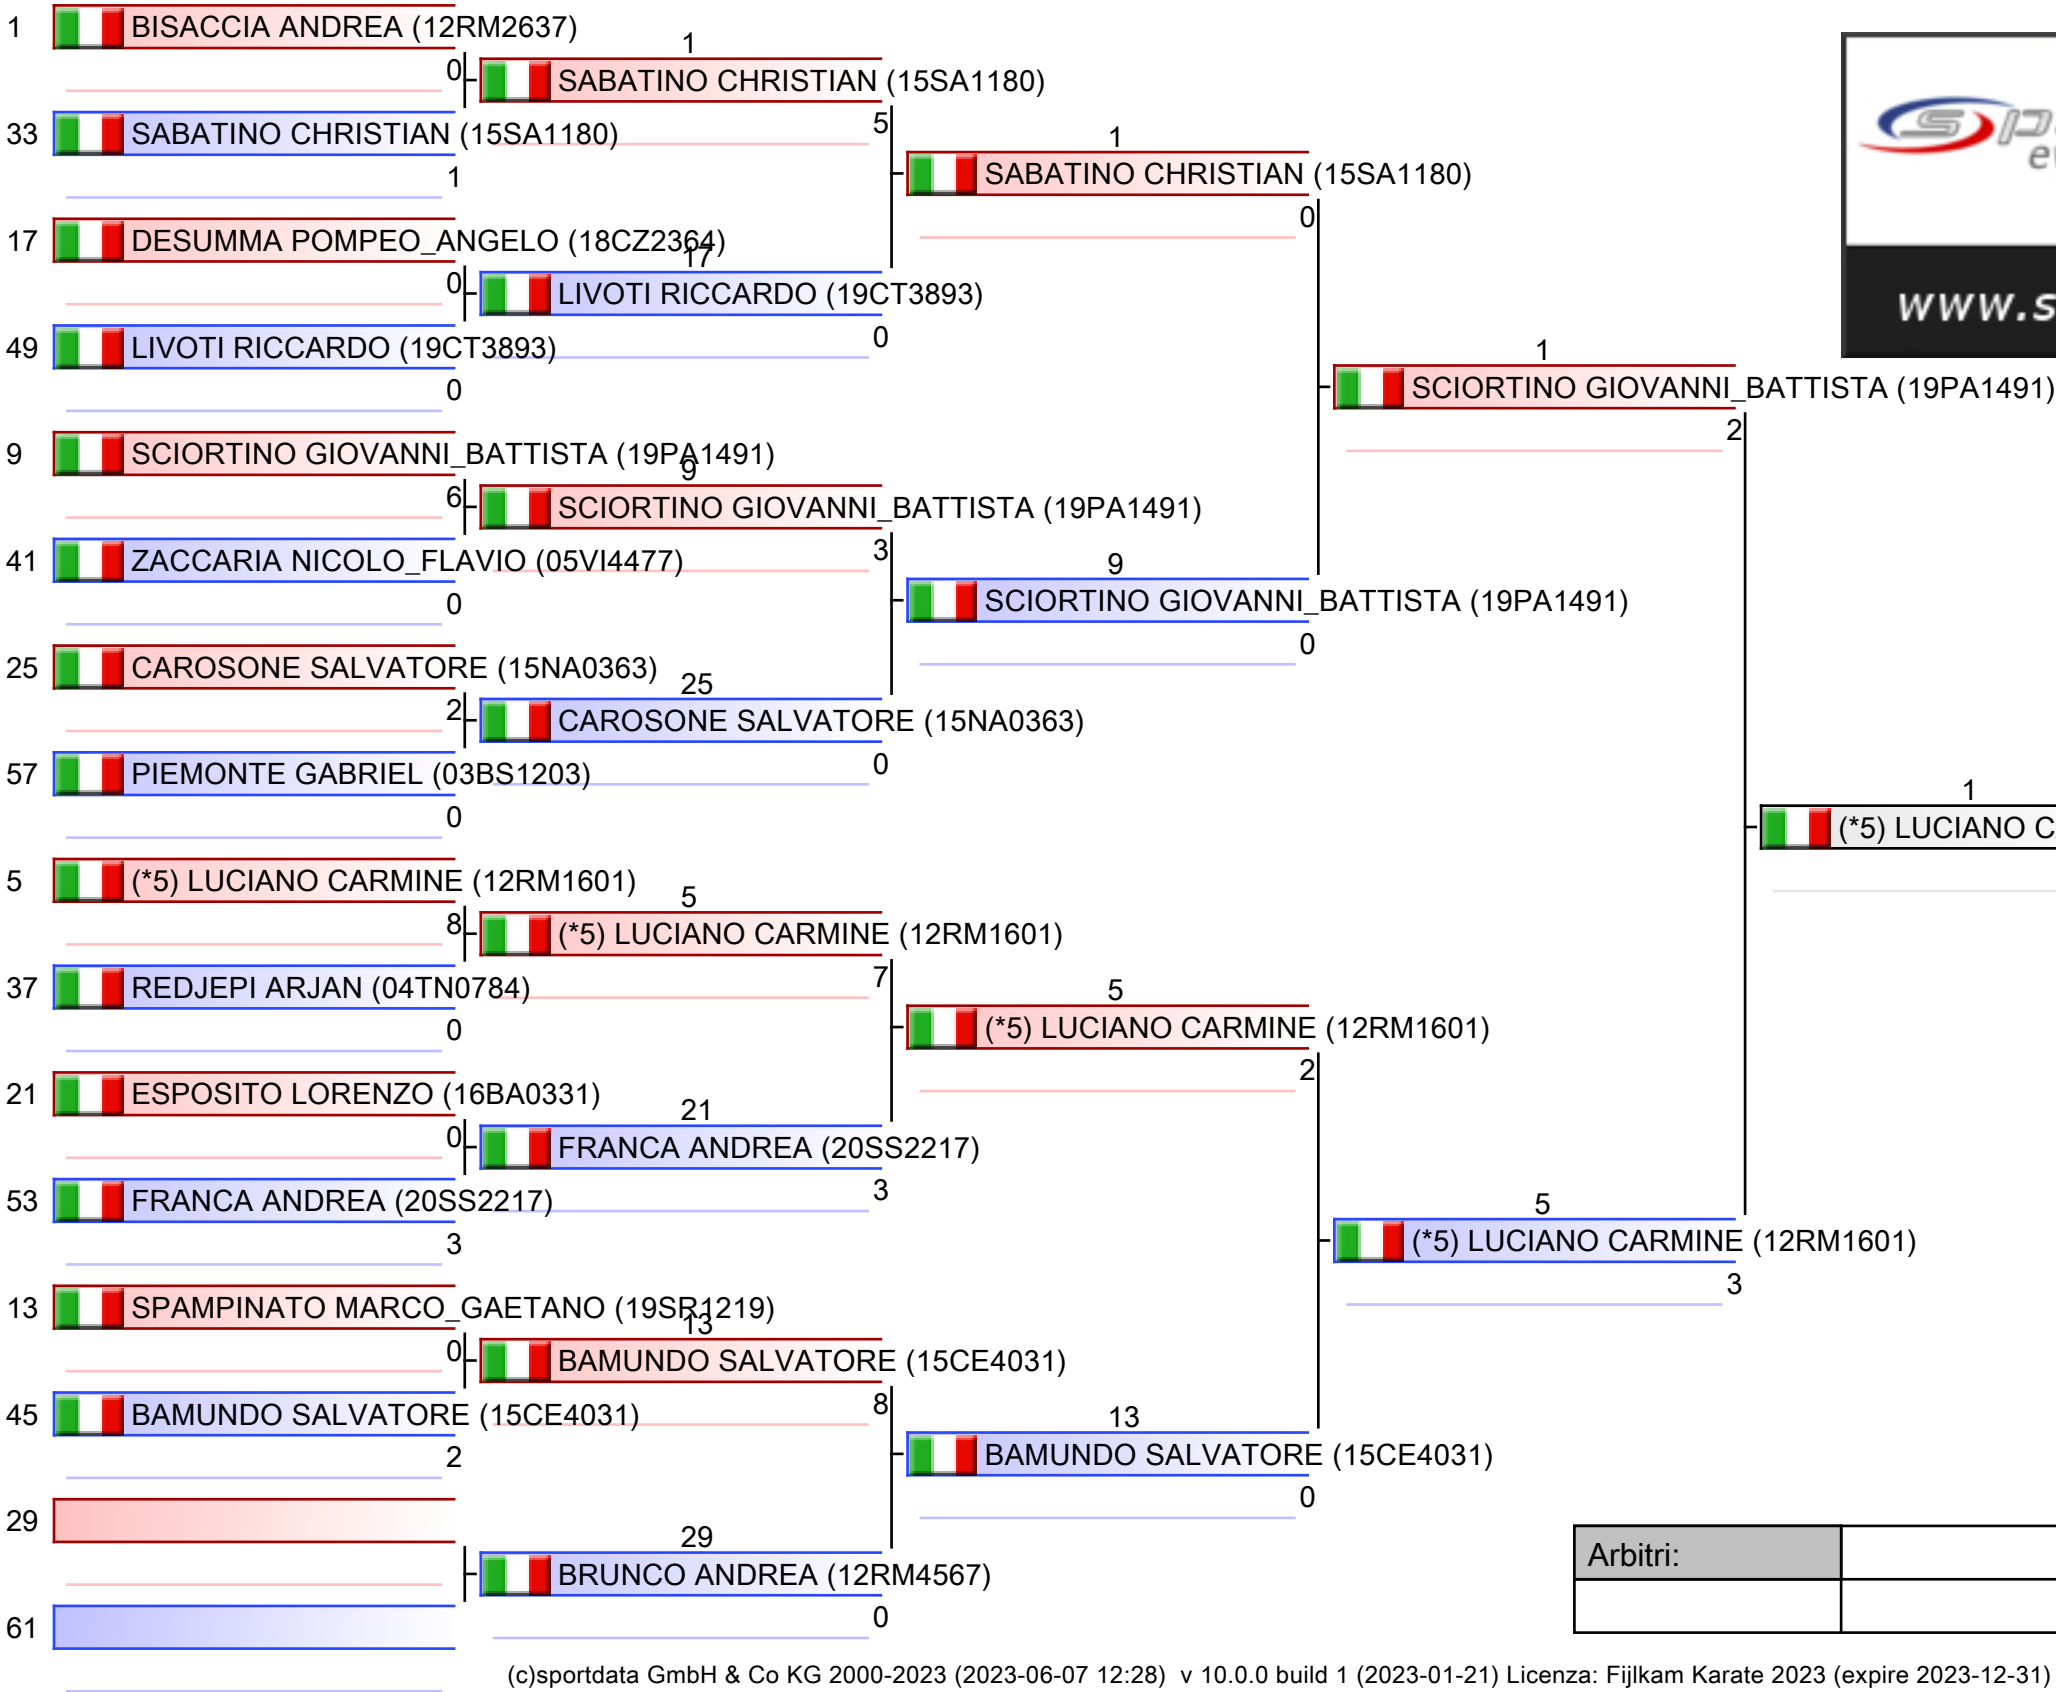 1 BISACCIA ANDREA (12RM2637)
0
33 SABATINO CHRISTIAN (15SA1180)
1
17 DESUMMA POMPEO_ANGELO (18CZ2364)
0
49 LIVOTI RICCARDO (19CT3893)
0
9 SCIORTINO GIOVANNI_BATTISTA (19PA1491)
6
41 ZACCARIA NICOLO_FLAVIO (05VI4477)
0
25 CAROSONE SALVATORE (15NA0363)
2
57 PIEMONTE GABRIEL (03BS1203)
0
5 (*5) LUCIANO CARMINE (12RM1601)
8
37 REDJEPI ARJAN (04TN0784)
0
21 ESPOSITO LORENZO (16BA0331)
0
53 FRANCA ANDREA (20SS2217)
3
13 SPAMPINATO MARCO_GAETANO (19SR1219)
0
45 BAMUNDO SALVATORE (15CE4031)
2
29
61
1
SABATINO CHRISTIAN (15SA1180)
5
17
LIVOTI RICCARDO (19CT3893)
0
9
SCIORTINO GIOVANNI_BATTISTA (19PA1491)
3
25
CAROSONE SALVATORE (15NA0363)
0
5
(*5) LUCIANO CARMINE (12RM1601)
7
21
FRANCA ANDREA (20SS2217)
3
13
BAMUNDO SALVATORE (15CE4031)
8
29
BRUNCO ANDREA (12RM4567)
0
1
SABATINO CHRISTIAN (15SA1180)
0
9
SCIORTINO GIOVANNI_BATTISTA (19PA1491)
0
5
(*5) LUCIANO CARMINE (12RM1601)
2
13
BAMUNDO SALVATORE (15CE4031)
0
1
SCIORTINO GIOVANNI_BATTISTA (19PA1491)
2
5
(*5) LUCIANO CARMINE (12RM1601)
3
1
(*5) LUCIANO
www.s
Arbitri:
(c)sportdata GmbH & Co KG 2000-2023 (2023-06-07 12:28) v 10.0.0 build 1 (2023-01-21) Licenza: Fijlkam Karate 2023 (expire 2023-12-31)